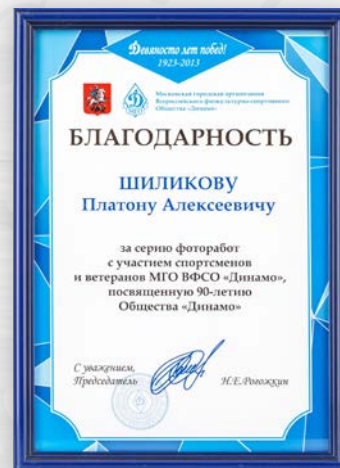 Девяносто лет побед!
1923-2013
Московская городская организация
Всероссийского физкультурно-спортивного
Общества «Динамо»
БЛАГОДАРНОСТЬ
ШИЛИКОВУ
Платону Алексеевичу
за серию фоторабот
с участием спортсменов
и ветеранов МГО ВФСО «Динамо»,
посвященную 90-летию
Общества «Динамо»
С уважением,
Председатель
Н.Е.Рогожкин